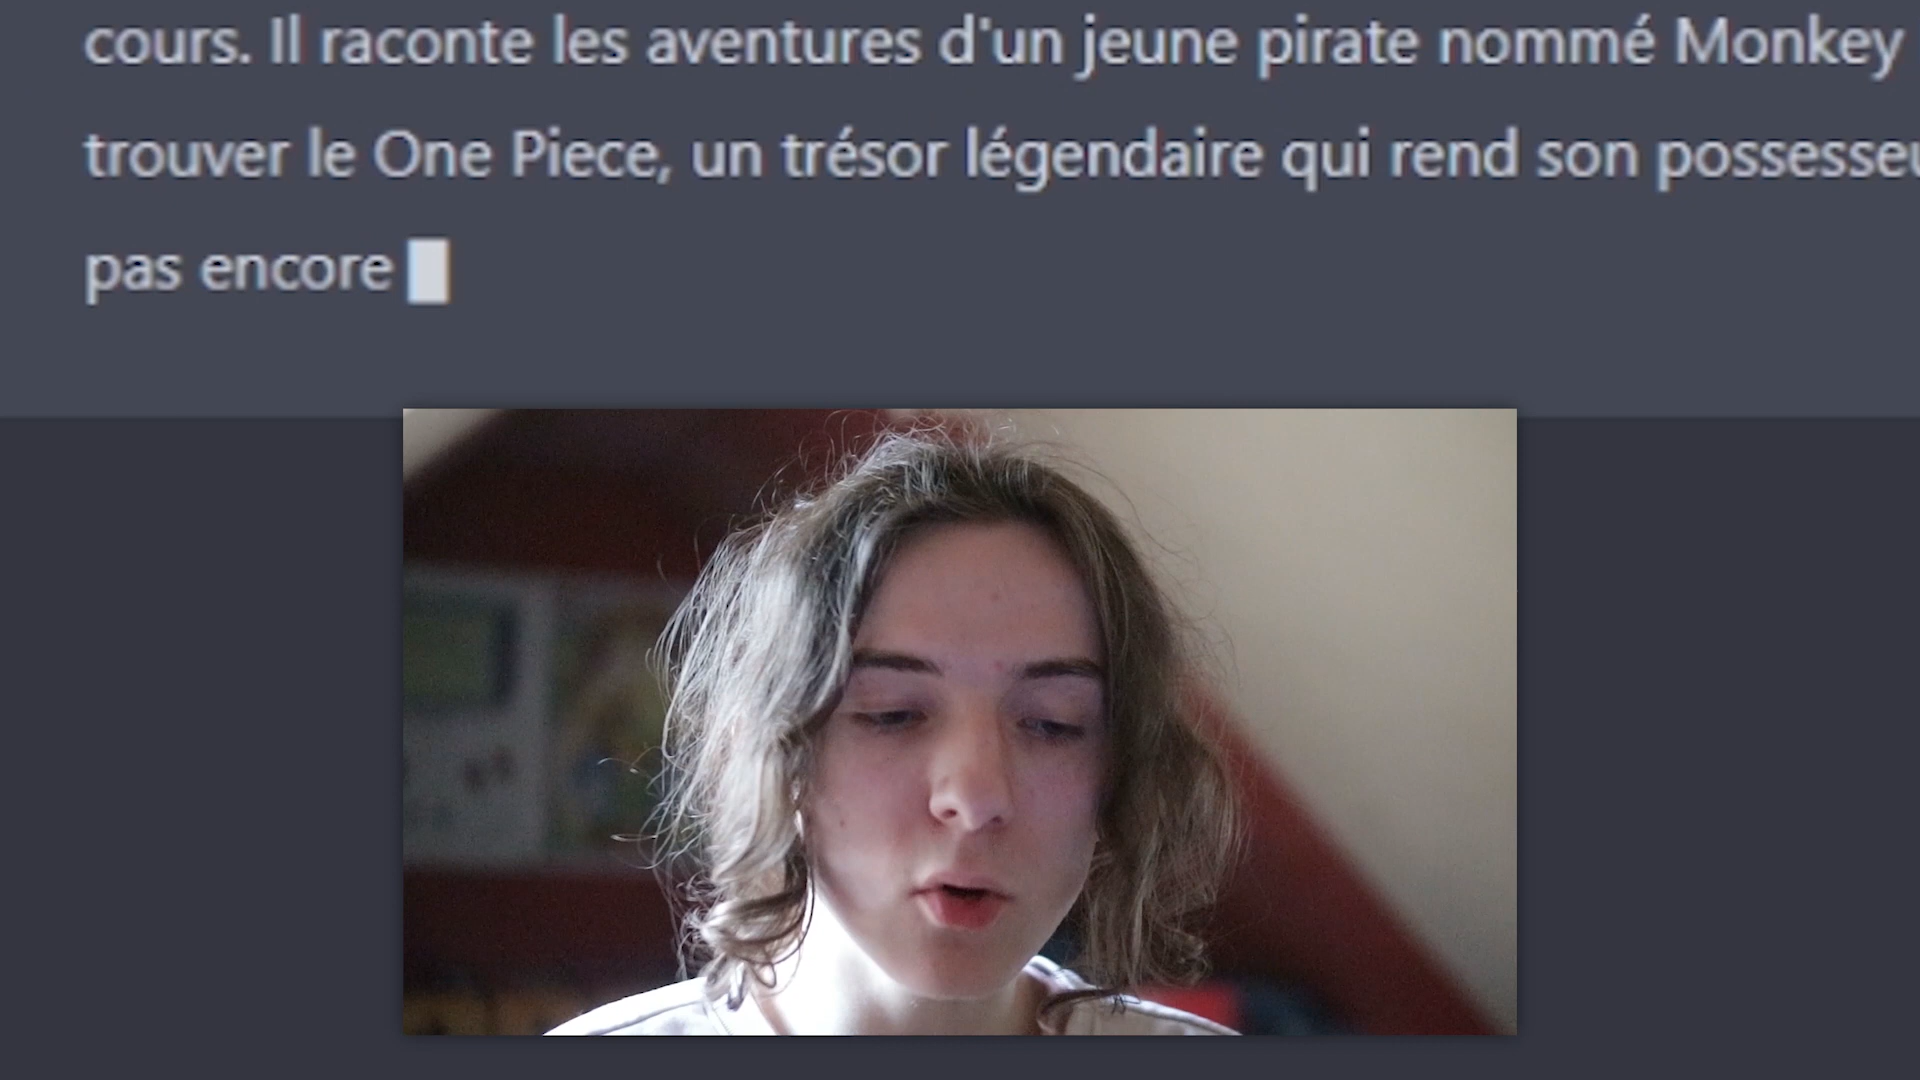 cours. Il raconte les aventures d'un jeune pirate nommé Monkey
trouver le One Piece, un trésor légendaire qui rend son possesseu
pas encore